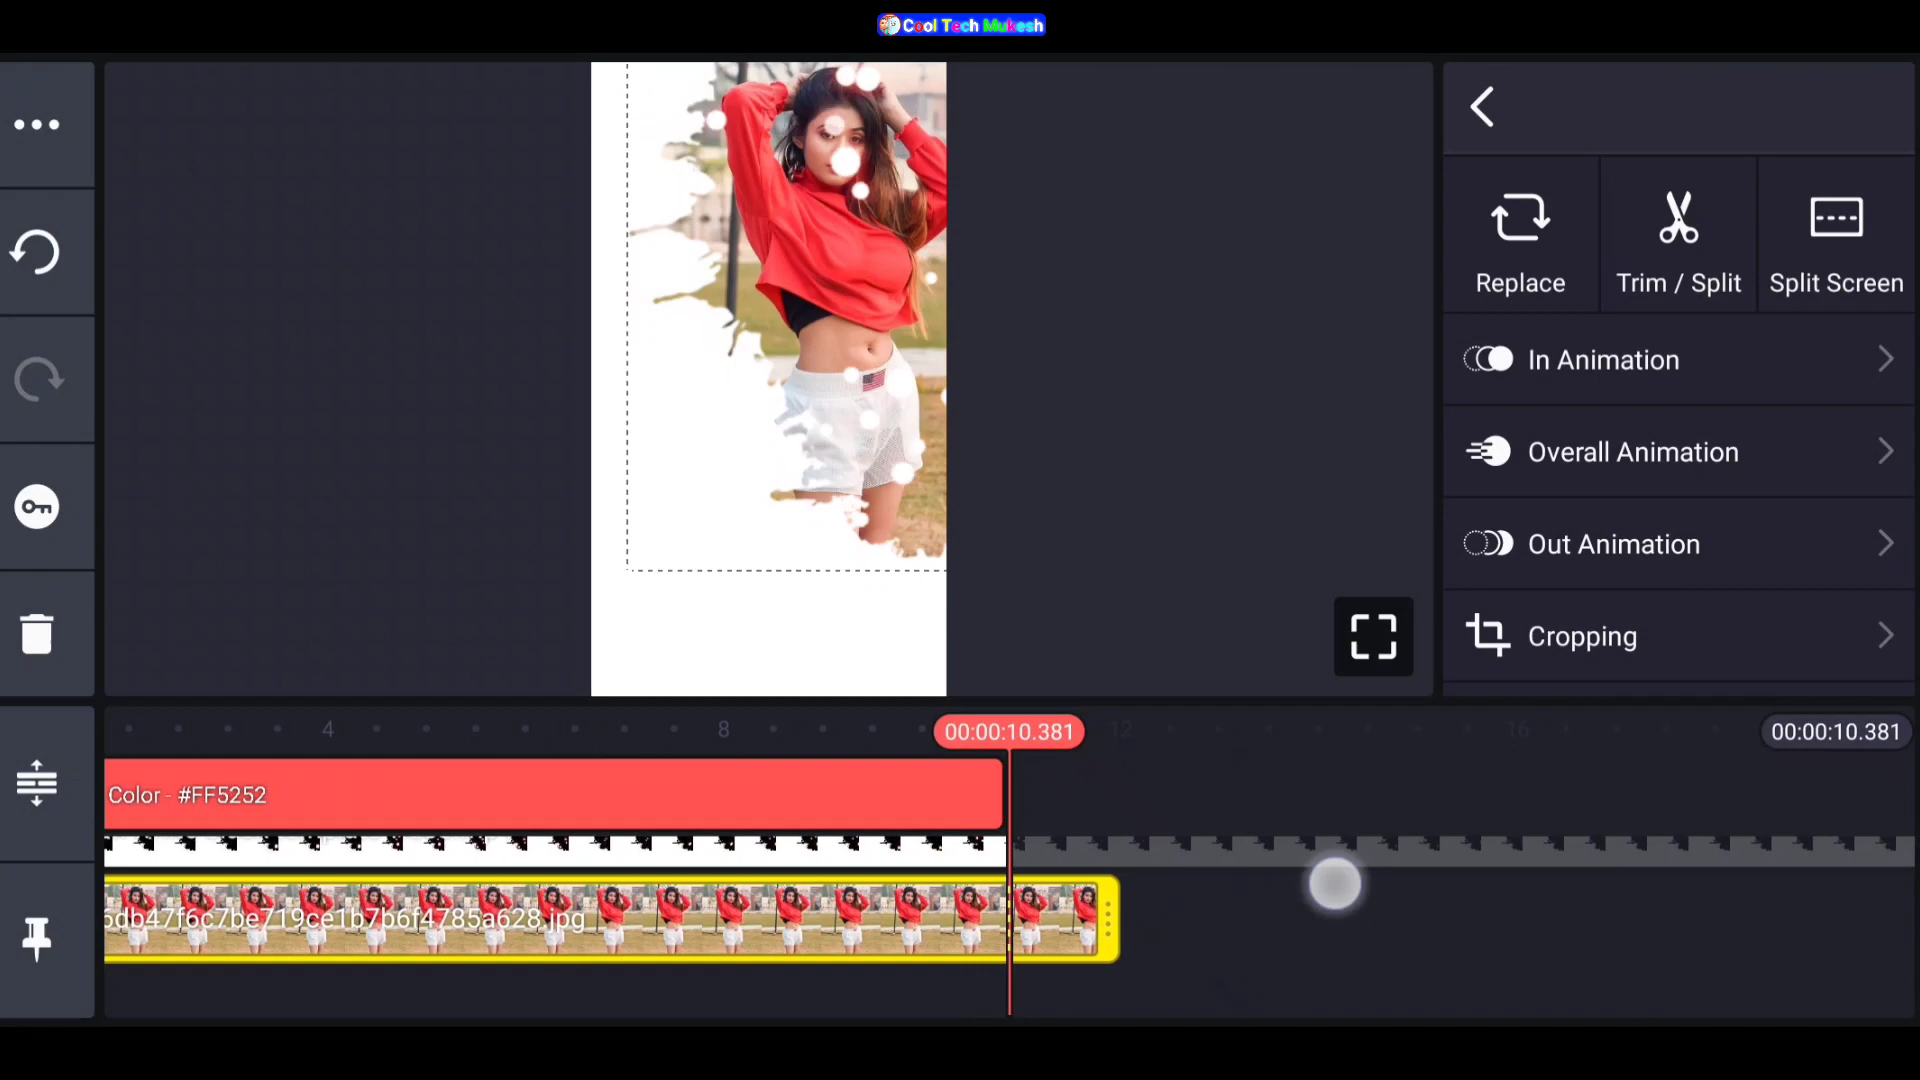 Cool Tech Mukesh
Replace
Trim / Split
Split Screen
In Animation
Overall Animation
Out Animation
Cropping
4
8
00:00:10.381
12
16
00:00:10.381
Color - #FF5252
6db47f6c7be719ce1b7b6f4785a628.jpg